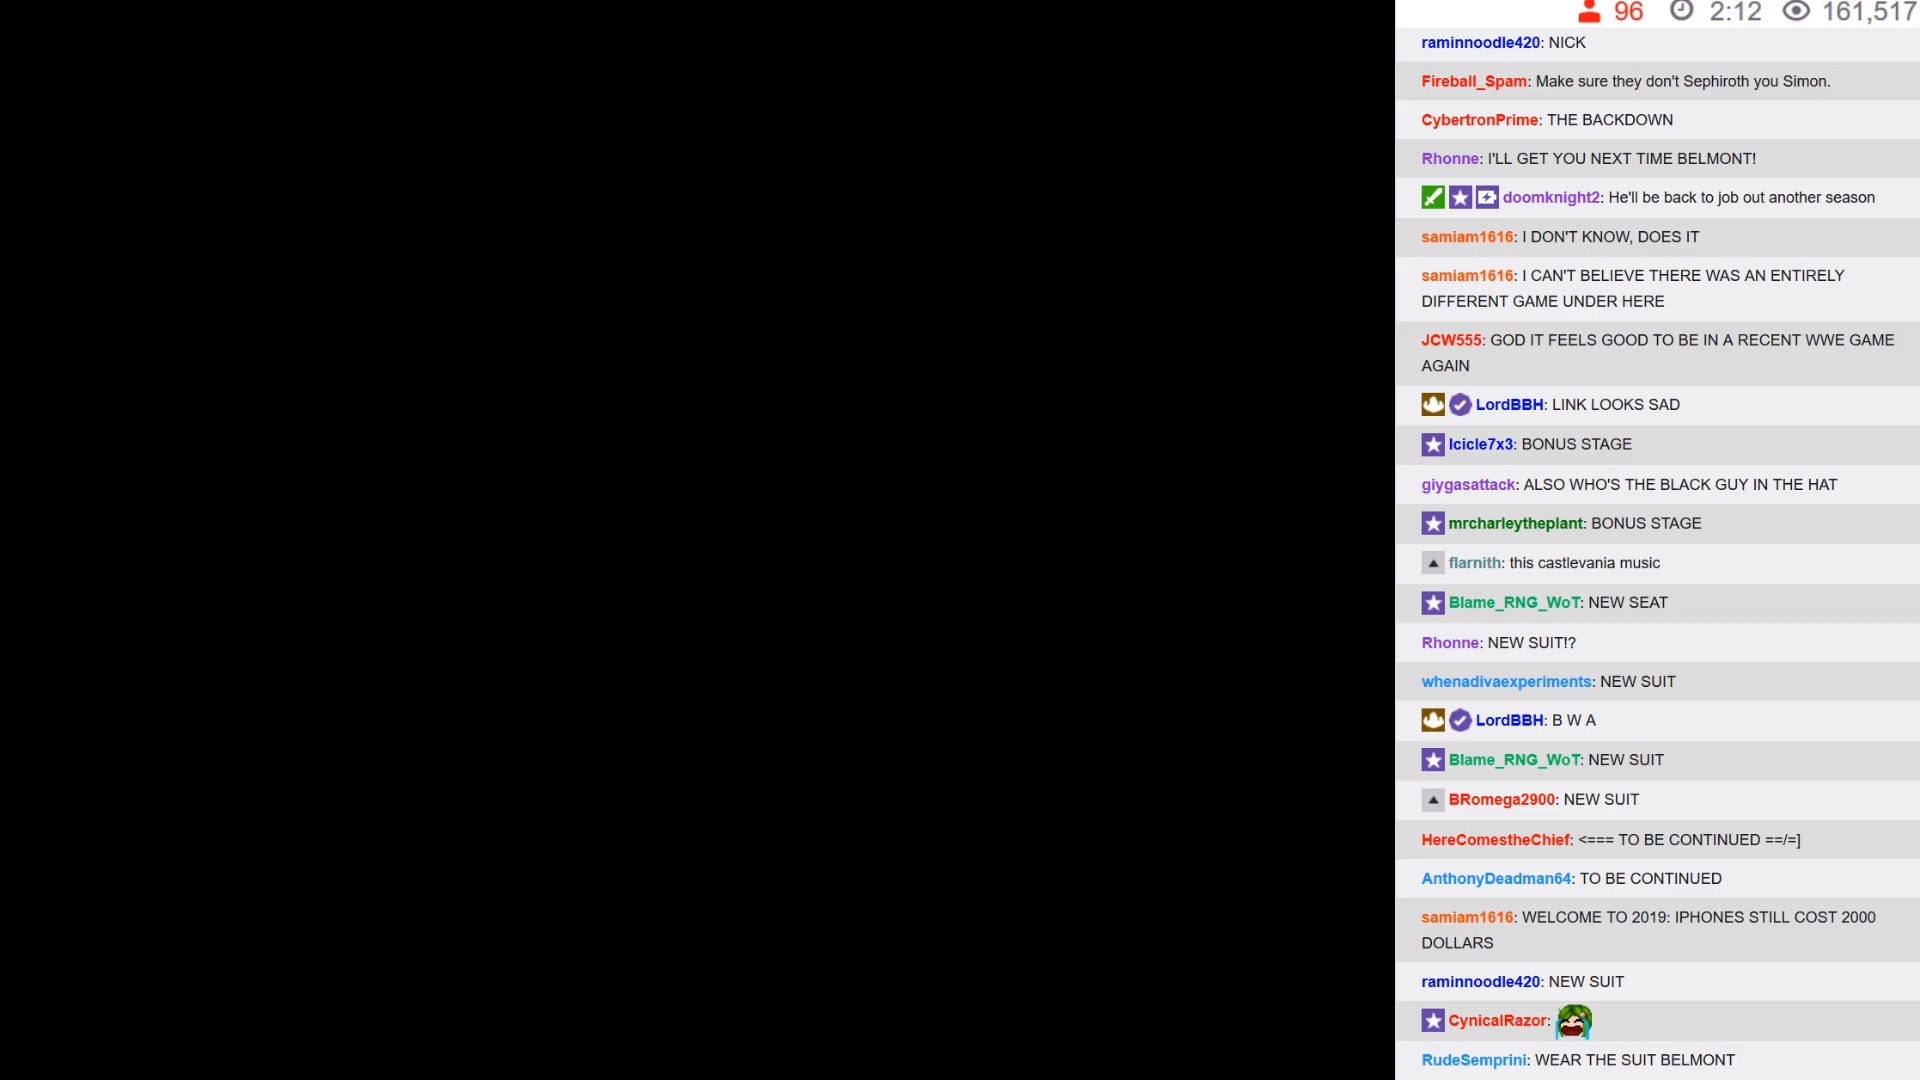 96 2:12 161,517
raminnoodle420: NICK
Fireball_Spam: Make sure they don't Sephiroth you Simon.
CybertronPrime: THE BACKDOWN
Rhonne: I'LL GET YOU NEXT TIME BELMONT!
doomknight2: He'll be back to job out another season
samiam1616: I DON'T KNOW, DOES IT
samiam1616: I CAN'T BELIEVE THERE WAS AN ENTIRELY
DIFFERENT GAME UNDER HERE
JCW555: GOD IT FEELS GOOD TO BE IN A RECENT WWE GAME
AGAIN
LordBBH: LINK LOOKS SAD
Icicle7x3: BONUS STAGE
giygasattack: ALSO WHO'S THE BLACK GUY IN THE HAT
mrcharleytheplant: BONUS STAGE
flarnith: this castlevania music
Blame_RNG_WoT: NEW SEAT
Rhonne: NEW SUIT!?
whenadivaexperiments: NEW SUIT
LordBBH: B W A
Blame_RNG_WoT: NEW SUIT
BRomega2900: NEW SUIT
HereComestheChief: <=== TO BE CONTINUED ==/=]
AnthonyDeadman64: TO BE CONTINUED
samiam1616: WELCOME TO 2019: IPHONES STILL COST 2000
DOLLARS
raminnoodle420: NEW SUIT
CynicalRazor:
RudeSemprini: WEAR THE SUIT BELMONT